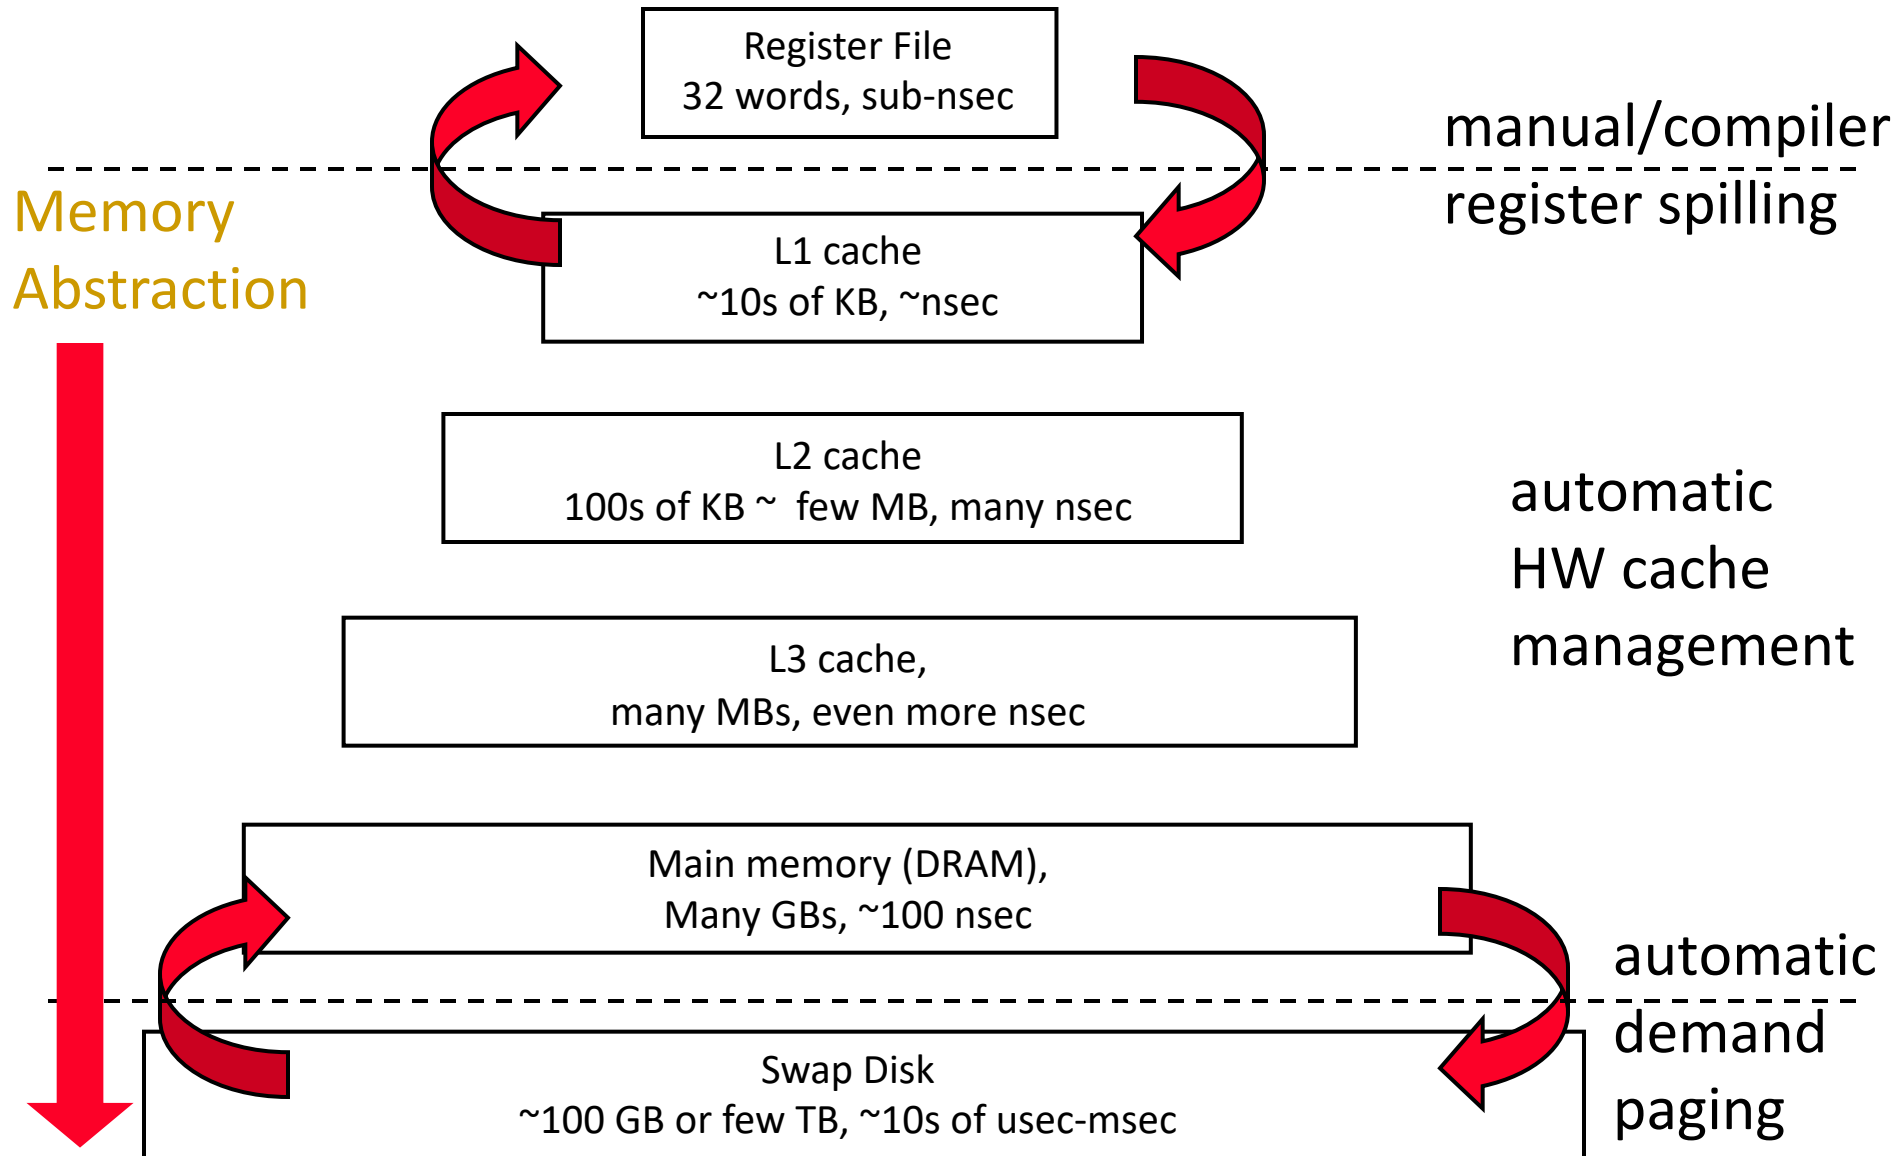 Register File
32 words, sub-nsec
manual/compiler
register spilling
Memory
Abstraction
L1 cache
~10s of KB, ~nsec
L2 cache
100s of KB ~  few MB, many nsec
automatic
HW cache
management
L3 cache,
many MBs, even more nsec
Main memory (DRAM),
Many GBs, ~100 nsec
automatic
demand
paging
Swap Disk
~100 GB or few TB, ~10s of usec-msec